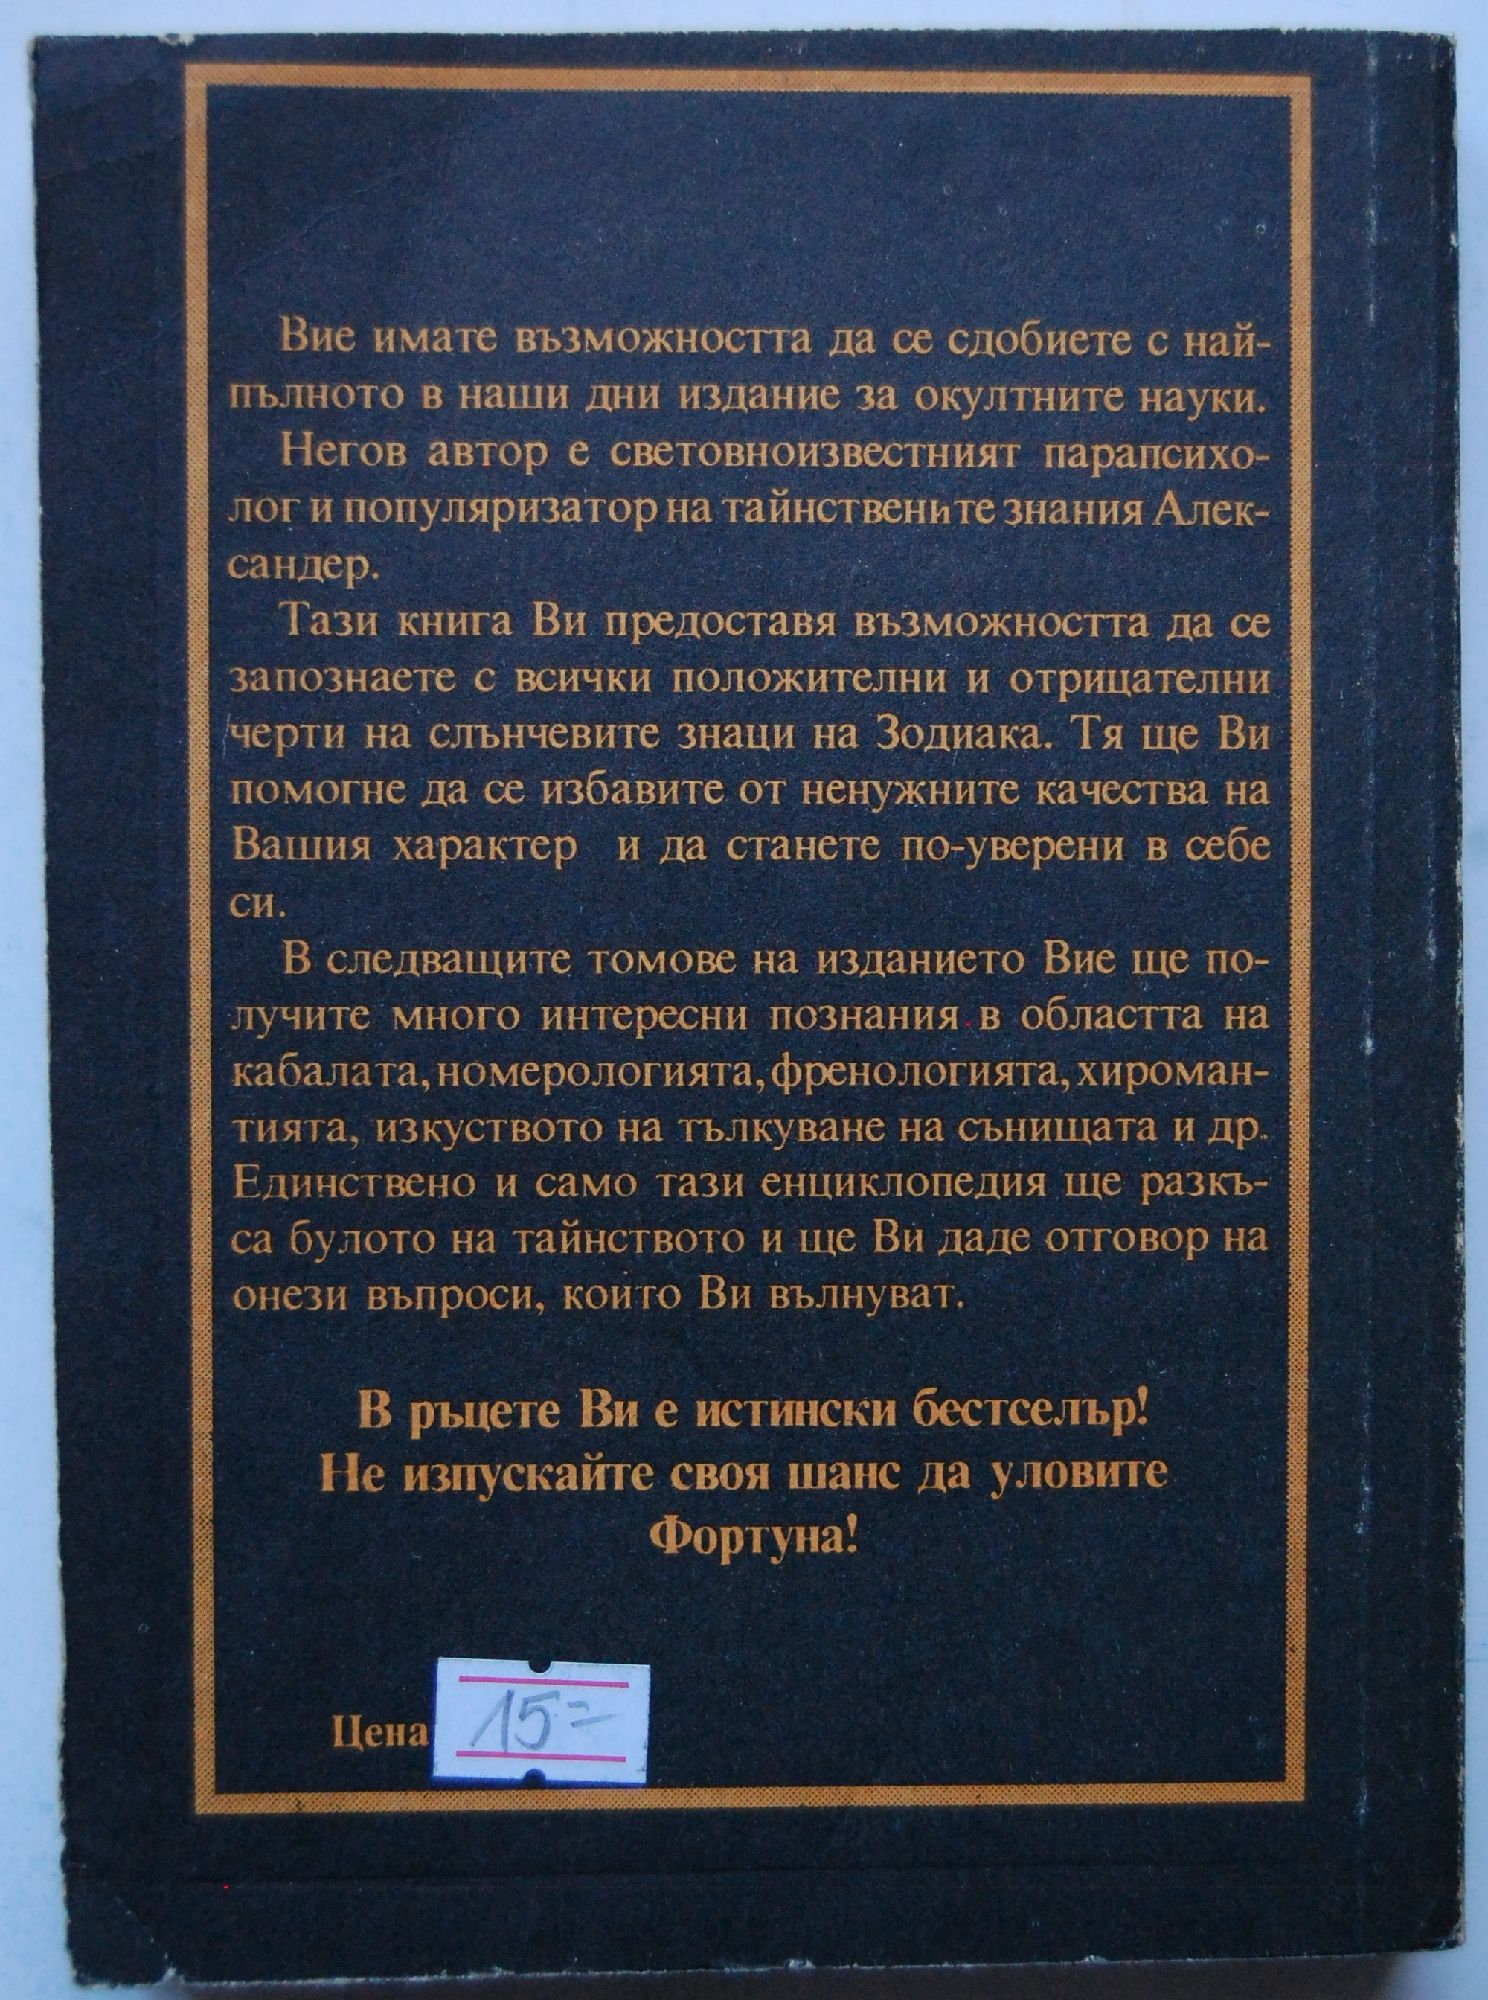 Вие имате възможността да се сдобиете с най-
пълното в наши дни издание за окултните науки.
Негов автор е световноизвестният парапсихо-
лог и популяризатор на тайнствените знания Алек-
сандер.
Тази книга Ви предоставя възможността да се
запознаете с всички положителни и отрицателни
черти на слънчевите знаци на Зодиака. Тя ще Ви
помогне да се избавите от ненужните качества на
Вашия характер и да станете по-уверени в себе
си.
В следващите томове на изданието Вие ще по-
лучите много интересни познания в областта на
кабалата, номерологията, френологията, хироман-
тията, изкуството на тълкуване на сънищата и др.
Единствено и само тази енциклопедия ще разкъ-
са булото на тайнството и ще Ви даде отговор на
онези въпроси, които Ви вълнуват.
В ръцете Ви е истински бестселър!
Не изпускайте своя шанс да уловите
Фортуна!
Цена 15=